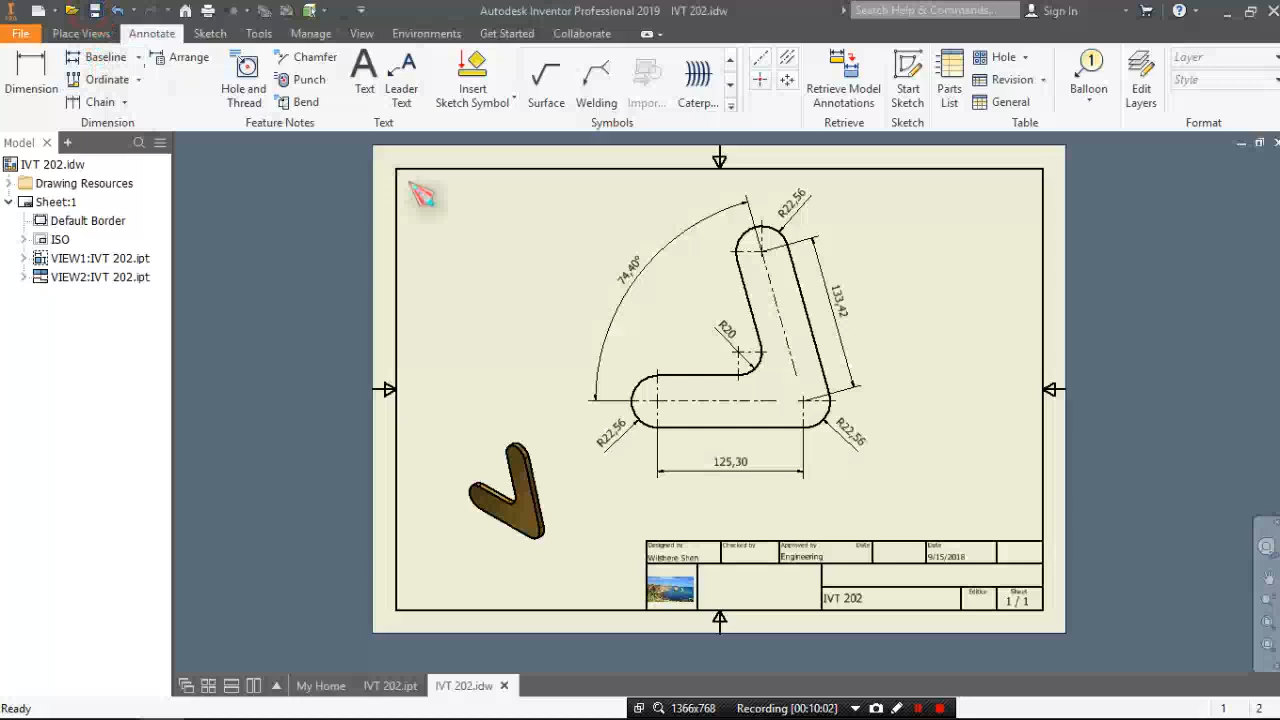 Autodesk Inventor Professional 2019 IVT 202.idw
Search Help & Commands...
Sign In
File Place Views Annotate Sketch Tools Manage View Environments Get Started Collaborate
Dimension
Baseline
Ordinate
Chain
Arrange
Dimension
Hole and Thread
Chamfer
Punch
Bend
Feature Notes
Text
Leader Text
Text
Insert Sketch Symbol
Surface
Welding
Impor...
Caterp...
Symbols
Retrieve Model Annotations
Retrieve
Start Sketch
Sketch
Parts List
Hole
Revision
General
Table
Balloon
1
Edit Layers
Layer
Style
Format
Model
IVT 202.idw
Drawing Resources
Sheet:1
Default Border
ISO
VIEW1:IVT 202.ipt
VIEW2:IVT 202.ipt
R22,56
74,40°
133,42
R20
R22,56
R22,56
125,30
Designed by
Wilshere Shen
Checked by
Approved by
Engineering
Date
Date
9/15/2018
IVT 202
Edition
Sheet
1 / 1
My Home IVT 202.ipt IVT 202.idw
Ready
1366x768 Recording [00:10:02]
1 2